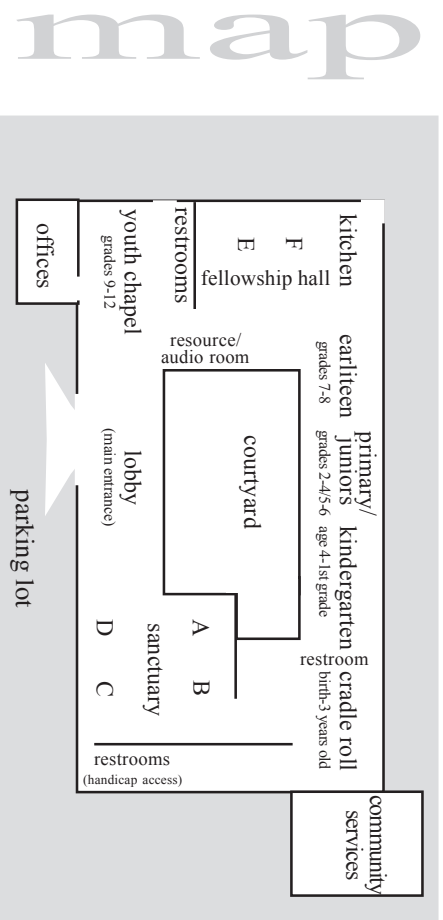 map
offices
youth chapel
grades 9-12
restrooms
E
F
fellowship hall
kitchen
resource/
audio room
earliteen
grades 7-8
primary/
juniors
grades 2-4/5-6
kindergarten
age 4-1st grade
courtyard
lobby
(main entrance)
parking lot
A
B
sanctuary
D
C
restroom
cradle roll
birth-3 years old
restrooms
(handicap access)
community
services